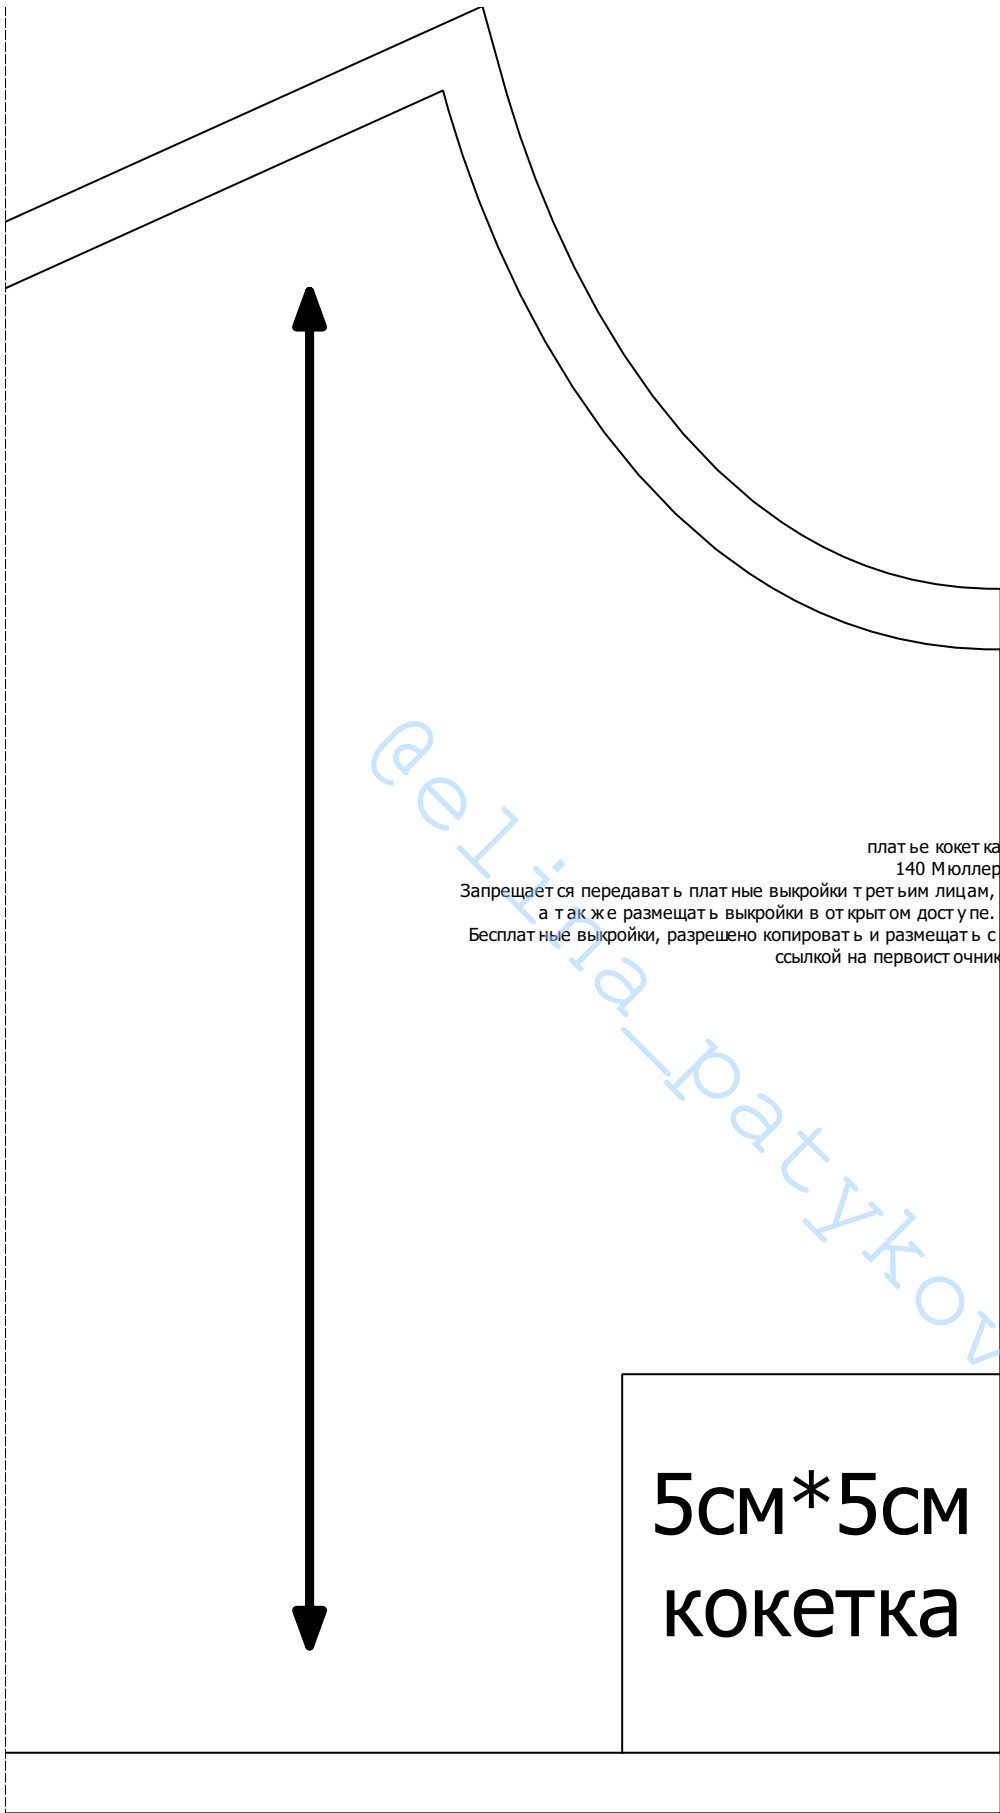 платье кокетка
140 Мюллер
Запрещается передавать платные выкройки третьим лицам,
а также размещать выкройки в открытом доступе.
Бесплатные выкройки, разрешено копировать и размещать с
ссылкой на первоисточник
@elina_patykov
5см*5см
кокетка